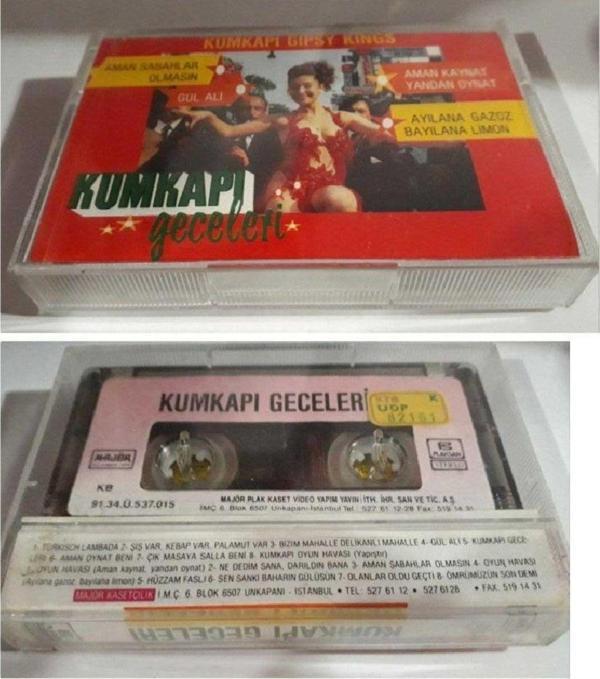 KUMKAPI GIPSY KINGS
AMAN SABAHLAR
OLMASIN
GÜL ALİ
AMAN KAYNAT
YANDAN OYNAT
AYILANA GAZOZ
BAYILANA LİMON
KUMKAPI
geceleri
KUMKAPI GECELERİ
K
UGP
82161
MAJÖR
KB
91.34.Ü.537.015
STEREO
MAJÖR PLAK KASET VİDEO YAPIM YAYIN İTH. İHR. SAN VE TİC. A.Ş.
İMÇ. 6. Blok 6507 Unkapanı-İstanbul Tel: 527 61 12-28 Fax: 519 14 31
1- TÜRKISCH LAMBADA 2- ŞİŞ VAR, KEBAP VAR, PALAMUT VAR 3- BİZİM MAHALLE DELİKANLI MAHALLE 4- GÜL ALİ 5- KUMKAPI GECE-
LERİ 6- AMAN OYNAT BENİ 7- ÇIK MASAYA SALLA BENİ 8- KUMKAPI OYUN HAVASI (Yapıştır)
OYUN HAVASI (Aman kaynat, yandan oynat) 2- NE DEDİM SANA, DARILDIN BANA 3- AMAN SABAHLAR OLMASIN 4- OYUN HAVASI
(Ayılana gazoz, bayılana limon) 5- HÜZZAM FASLI 6- SEN SANKİ BAHARIN GÜLÜSÜN 7- OLANLAR OLDU GEÇTİ 8- ÖMRÜMÜZÜN SON DEMİ
MAJÖR KASETÇİLİK İ.M.Ç. 6. BLOK 6507 UNKAPANI - İSTANBUL • TEL: 527 61 12 • 527 61 28 • FAX. 519 14 31
KUMKAPI GECELERİ